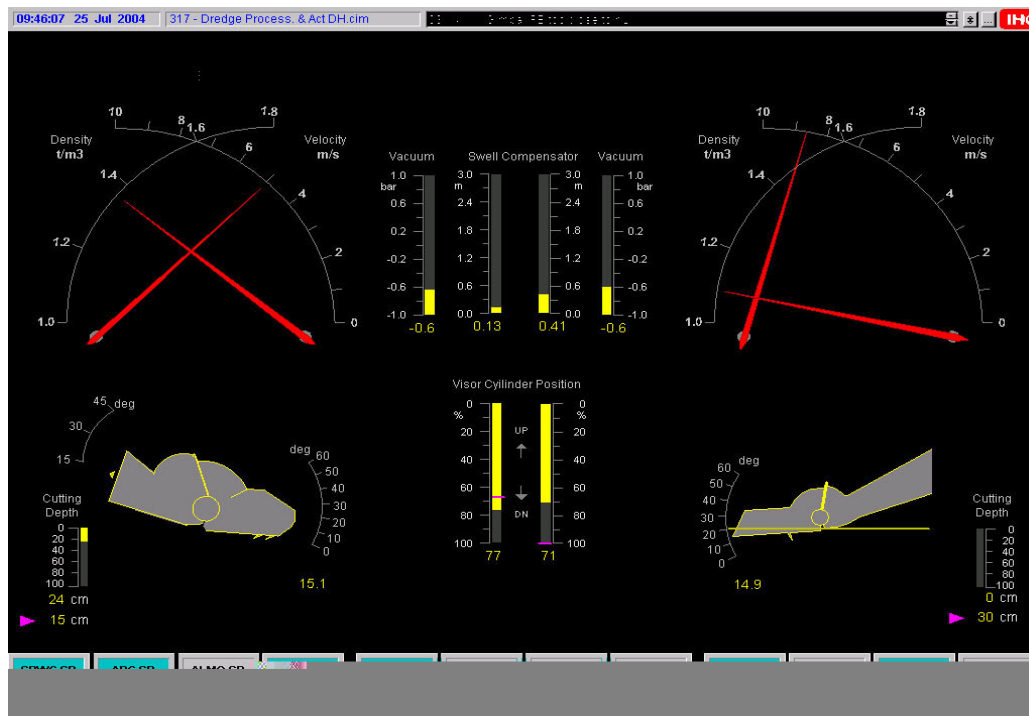 09:46:07 25 Jul 2004 317 - Dredge Process. & Act DH.cim
10 8 1.6 1.8
Density t/m3
Velocity m/s
1.4 6 4
1.2 2
1.0 0
Vacuum Swell Compensator Vacuum
1.0 3.0 3.0 1.0
bar m m bar
0.6 2.4 2.4 0.6
0.2 1.8 1.8 0.2
-0.2 1.2 1.2 -0.2
-0.6 0.6 0.6 -0.6
-1.0 0.0 0.0 -1.0
-0.6 0.13 0.41 -0.6
10 8 1.6 1.8
Density t/m3
Velocity m/s
1.4 6 4
1.2 2
1.0 0
45 deg
30
15
deg 60
50
40
30
20
10
0
Cutting
Depth
0
20
40
60
80
100
24 cm
15 cm
15.1
Visor Cyilinder Position
0 0
% %
20 UP 20
40 40
60 60
80 DN 80
100 100
77 71
60 deg
50
40
30
20
10
0
14.9
Cutting
Depth
0
20
40
60
80
100
0 cm
30 cm